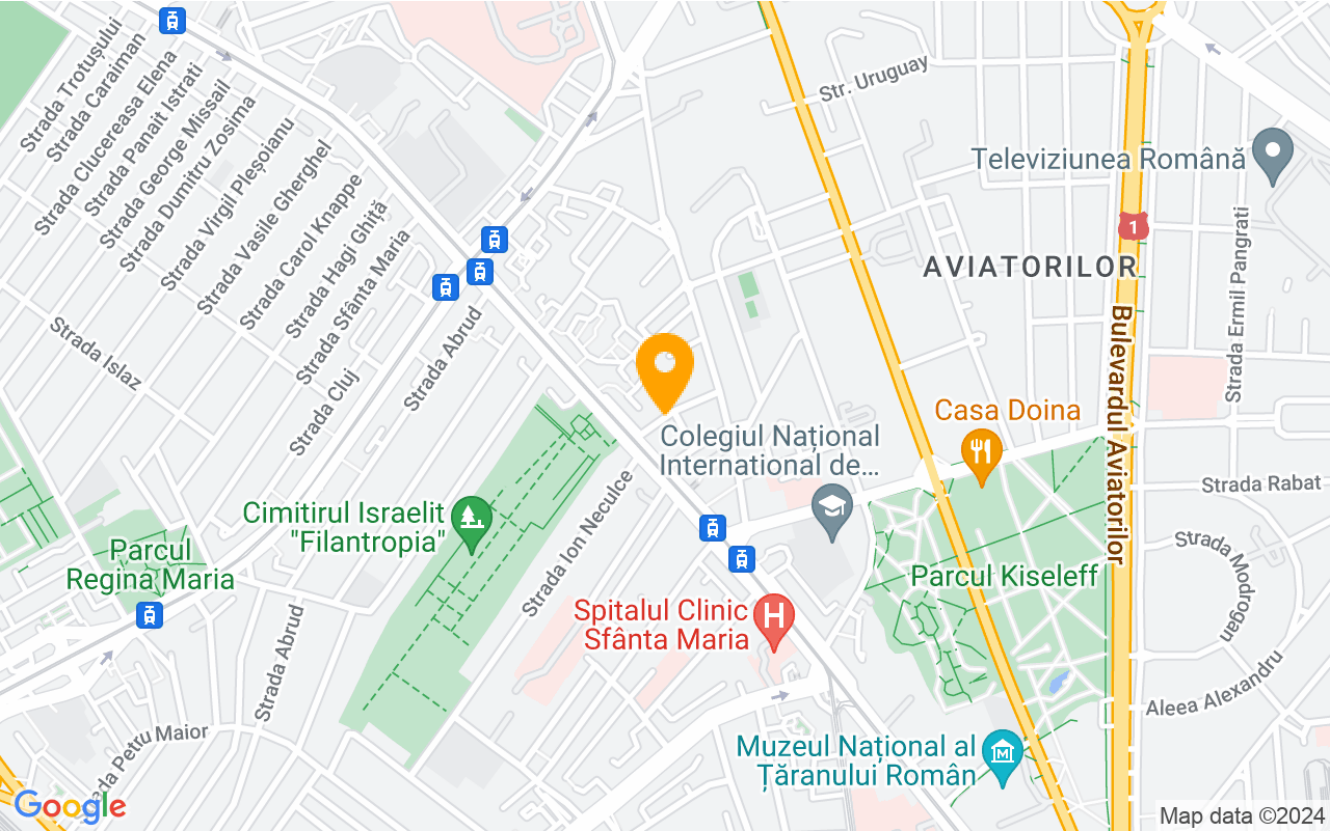 Strada Trotușului
Strada Caraiman
Strada Clucereasa Elena
Strada Panait Istrati
Strada George Missail
Strada Dumitru Zosima
Strada Virgil Pleșoianu
Strada Vasile Gherghel
Strada Carol Knappe
Strada Hagi Ghiță
Strada Sfânta Maria
Str. Uruguay
Televiziunea Română
1
AVIATORILOR
Strada Ermil Pangrati
Bulevardul Aviatorilor
Strada Islaz
Strada Cluj
Strada Abrud
Casa Doina
Colegiul Național
International de...
Strada Rabat
Cimitirul Israelit
"Filantropia"
Strada Ion Neculce
Parcul
Regina Maria
Strada Modrogan
Parcul Kiseleff
Spitalul Clinic
Sfânta Maria
H
Strada Abrud
Aleea Alexandru
Petru Maior
Muzeul Național al
Țăranului Român
M
Google
Map data ©2024